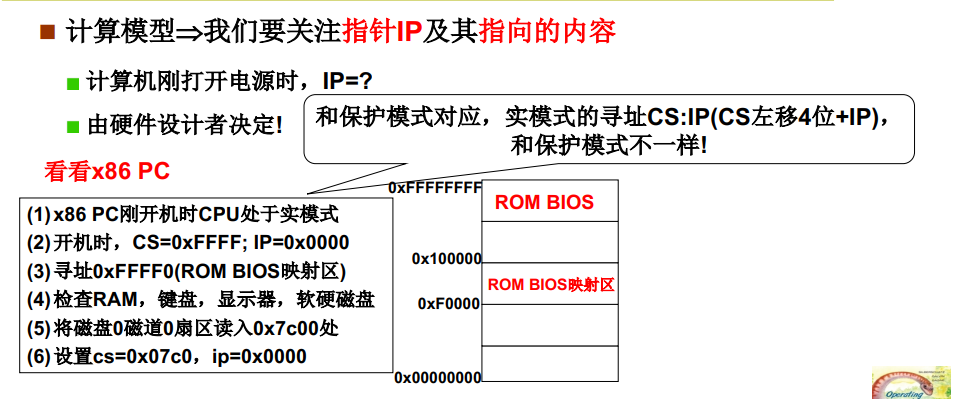 计算模型⇒我们要关注指针IP及其指向的内容
计算机刚打开电源时，IP=?
由硬件设计者决定!
和保护模式对应，实模式的寻址CS:IP(CS左移4位+IP)，
和保护模式不一样!
看看x86 PC
(1) x86 PC刚开机时CPU处于实模式
(2) 开机时，CS=0xFFFF; IP=0x0000
(3) 寻址0xFFFF0(ROM BIOS映射区)
(4) 检查RAM，键盘，显示器，软硬磁盘
(5) 将磁盘0磁道0扇区读入0x7c00处
(6) 设置cs=0x07c0，ip=0x0000
0xFFFFFFFF
ROM BIOS
0x100000
ROM BIOS映射区
0xF0000
0x00000000
Operating